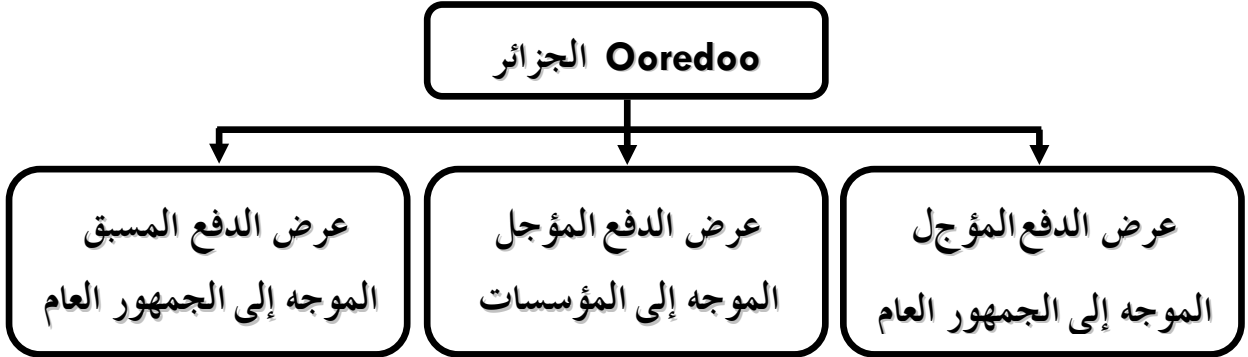 Ooredoo الجزائر
عرض الدفع المؤجل
الموجه إلى الجمهور العام
عرض الدفع المؤجل
الموجه إلى المؤسسات
عرض الدفع المسبق
الموجه إلى الجمهور العام